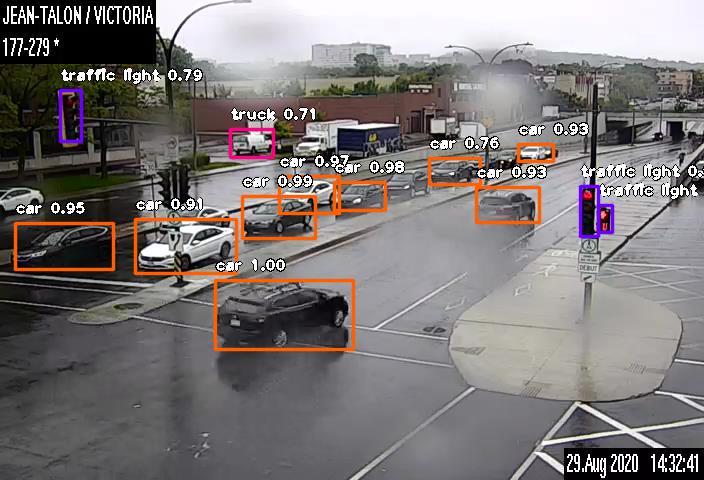 JEAN-TALON / VICTORIA
177-279 *
traffic light 0.79
truck 0.71
car 0.93
car 0.76
car 0.97
car 0.98
car 0.99
car 0.93
traffic light 0.
traffic light
car 0.95
car 0.91
car 1.00
DÉBUT
29.Aug 2020 14:32:41